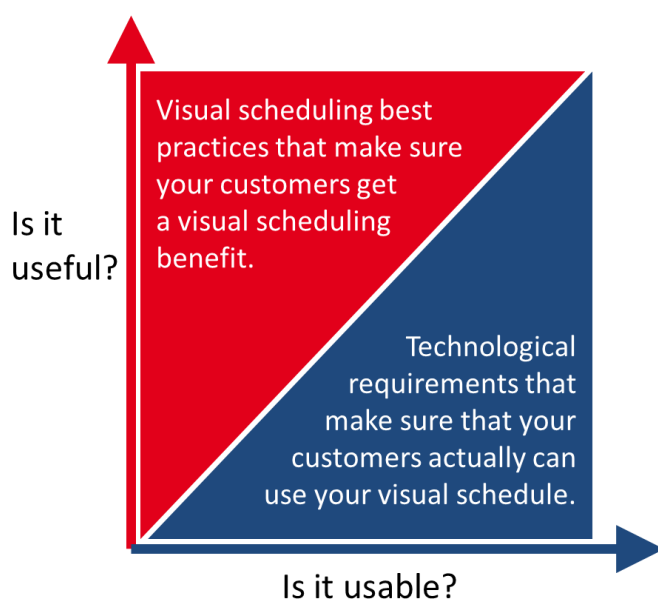 Visual scheduling best
practices that make sure
your customers get
a visual scheduling
benefit.
Is it
useful?
Technological
requirements that
make sure that your
customers actually can
use your visual schedule.
Is it usable?